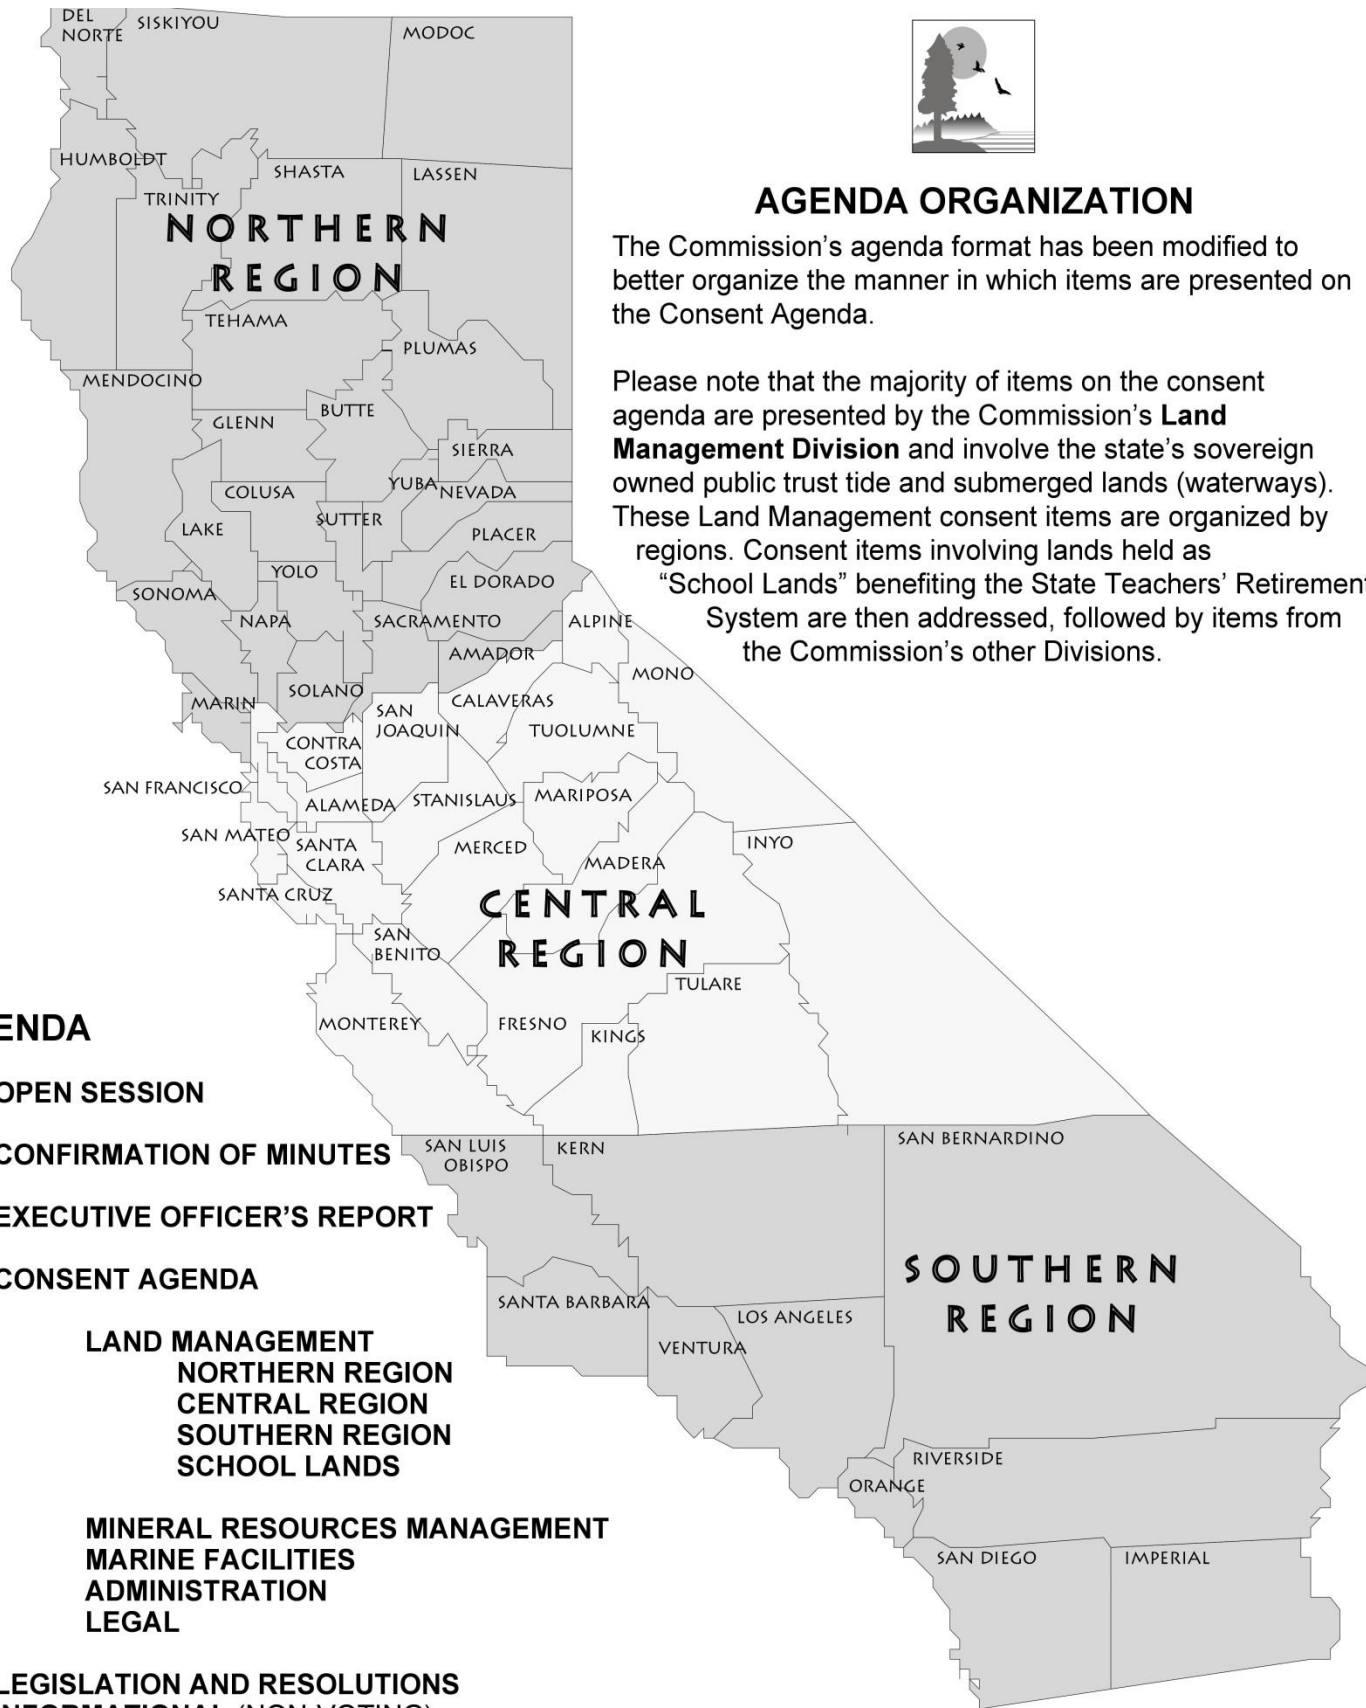 DEL
NORTE
SISKIYOU
MODOC
HUMBOLDT
TRINITY
SHASTA
LASSEN
NORTHERN
REGION
TEHAMA
PLUMAS
MENDOCINO
GLENN
BUTTE
SIERRA
COLUSA
YUBA
NEVADA
LAKE
SUTTER
PLACER
YOLO
EL DORADO
SONOMA
NAPA
SACRAMENTO
ALPINE
AMADOR
MONO
MARIN
SOLANO
SAN
JOAQUIN
CALAVERAS
TUOLUMNE
CONTRA
COSTA
SAN FRANCISCO
ALAMEDA
STANISLAUS
MARIPOSA
SAN MATEO
SANTA
CLARA
MERCED
MADERA
INYO
SANTA CRUZ
CENTRAL
REGION
SAN
BENITO
TULARE
MONTEREY
FRESNO
KINGS
SAN LUIS
OBISPO
KERN
SAN BERNARDINO
SOUTHERN
REGION
SANTA BARBARA
VENTURA
LOS ANGELES
RIVERSIDE
ORANGE
SAN DIEGO
IMPERIAL
AGENDA ORGANIZATION
The Commission’s agenda format has been modified to
better organize the manner in which items are presented on
the Consent Agenda.
Please note that the majority of items on the consent
agenda are presented by the Commission’s Land
Management Division and involve the state’s sovereign
owned public trust tide and submerged lands (waterways).
These Land Management consent items are organized by
regions. Consent items involving lands held as
“School Lands” benefiting the State Teachers’ Retirement
System are then addressed, followed by items from
the Commission’s other Divisions.
ENDA
OPEN SESSION
CONFIRMATION OF MINUTES
EXECUTIVE OFFICER’S REPORT
CONSENT AGENDA
LAND MANAGEMENT
NORTHERN REGION
CENTRAL REGION
SOUTHERN REGION
SCHOOL LANDS
MINERAL RESOURCES MANAGEMENT
MARINE FACILITIES
ADMINISTRATION
LEGAL
LEGISLATION AND RESOLUTIONS
INFORMATIONAL (NON-VOTING)